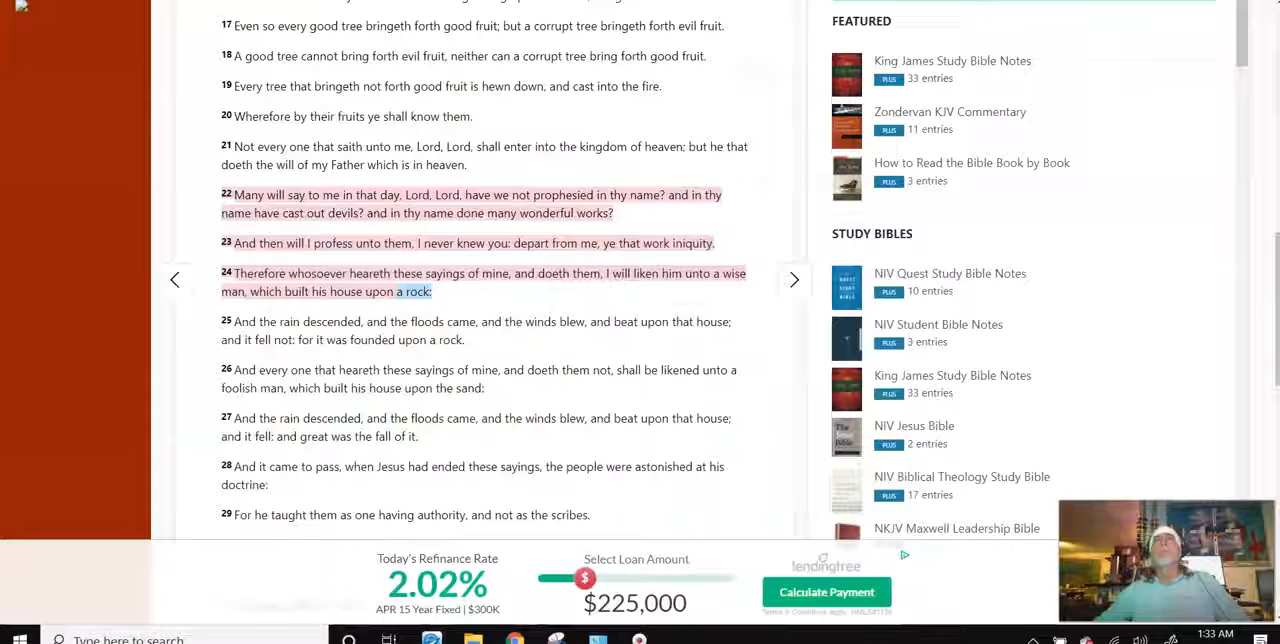 17 Even so every good tree bringeth forth good fruit; but a corrupt tree bringeth forth evil fruit.
18 A good tree cannot bring forth evil fruit, neither can a corrupt tree bring forth good fruit.
19 Every tree that bringeth not forth good fruit is hewn down, and cast into the fire.
20 Wherefore by their fruits ye shall know them.
21 Not every one that saith unto me, Lord, Lord, shall enter into the kingdom of heaven; but he that
doeth the will of my Father which is in heaven.
22 Many will say to me in that day, Lord, Lord, have we not prophesied in thy name? and in thy
name have cast out devils? and in thy name done many wonderful works?
23 And then will I profess unto them, I never knew you: depart from me, ye that work iniquity.
24 Therefore whosoever heareth these sayings of mine, and doeth them, I will liken him unto a wise
man, which built his house upon a rock:
25 And the rain descended, and the floods came, and the winds blew, and beat upon that house;
and it fell not: for it was founded upon a rock.
26 And every one that heareth these sayings of mine, and doeth them not, shall be likened unto a
foolish man, which built his house upon the sand:
27 And the rain descended, and the floods came, and the winds blew, and beat upon that house;
and it fell: and great was the fall of it.
28 And it came to pass, when Jesus had ended these sayings, the people were astonished at his
doctrine:
29 For he taught them as one having authority, and not as the scribes.
FEATURED
King James Study Bible Notes
PLUS 33 entries
Zondervan KJV Commentary
PLUS 11 entries
How to Read the Bible Book by Book
PLUS 3 entries
STUDY BIBLES
NIV Quest Study Bible Notes
PLUS 10 entries
NIV Student Bible Notes
PLUS 3 entries
King James Study Bible Notes
PLUS 33 entries
NIV Jesus Bible
PLUS 2 entries
NIV Biblical Theology Study Bible
PLUS 17 entries
NKJV Maxwell Leadership Bible
Today's Refinance Rate
2.02%
APR 15 Year Fixed | $300K
Select Loan Amount
$
$225,000
lendingtree
Calculate Payment
Terms & Conditions apply. NMLS#1136
Type here to search
1:33 AM